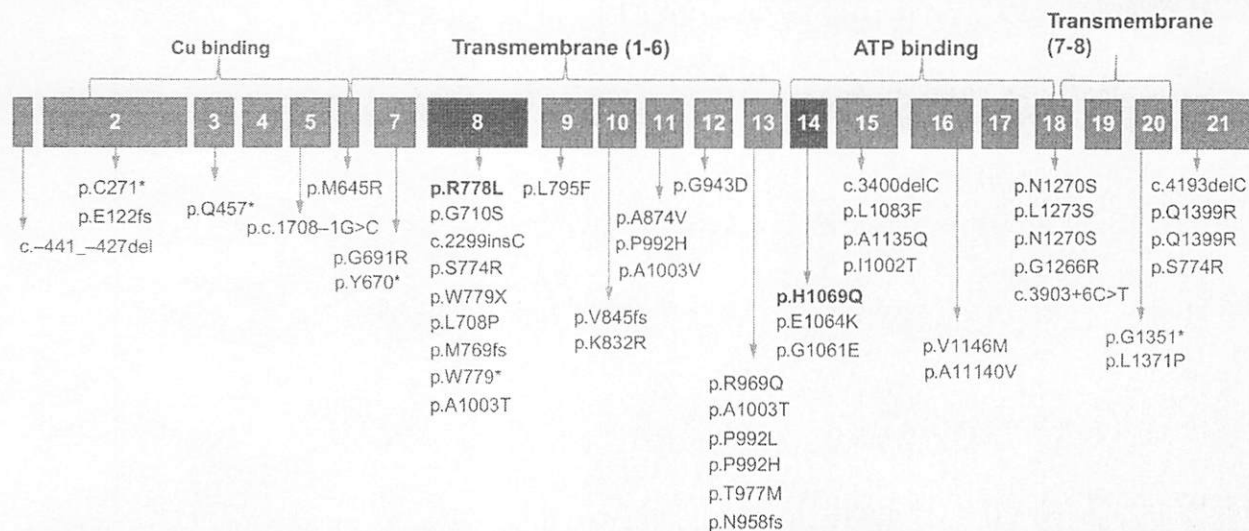 Cu binding
Transmembrane (1-6)
ATP binding
Transmembrane
(7-8)
2 3 4 5 7 8 9 10 11 12 13 14 15 16 17 18 19 20 21
c.–441_–427del
p.C271*
p.E122fs
p.Q457*
p.c.1708–1G>C
p.M645R
p.G691R
p.Y670*
p.R778L
p.G710S
c.2299insC
p.S774R
p.W779X
p.L708P
p.M769fs
p.W779*
p.A1003T
p.L795F
p.V845fs
p.K832R
p.A874V
p.P992H
p.A1003V
p.G943D
p.R969Q
p.A1003T
p.P992L
p.P992H
p.T977M
p.N958fs
p.H1069Q
p.E1064K
p.G1061E
c.3400delC
p.L1083F
p.A1135Q
p.I1002T
p.V1146M
p.A11140V
p.N1270S
p.L1273S
p.N1270S
p.G1266R
c.3903+6C>T
p.G1351*
p.L1371P
c.4193delC
p.Q1399R
p.Q1399R
p.S774R